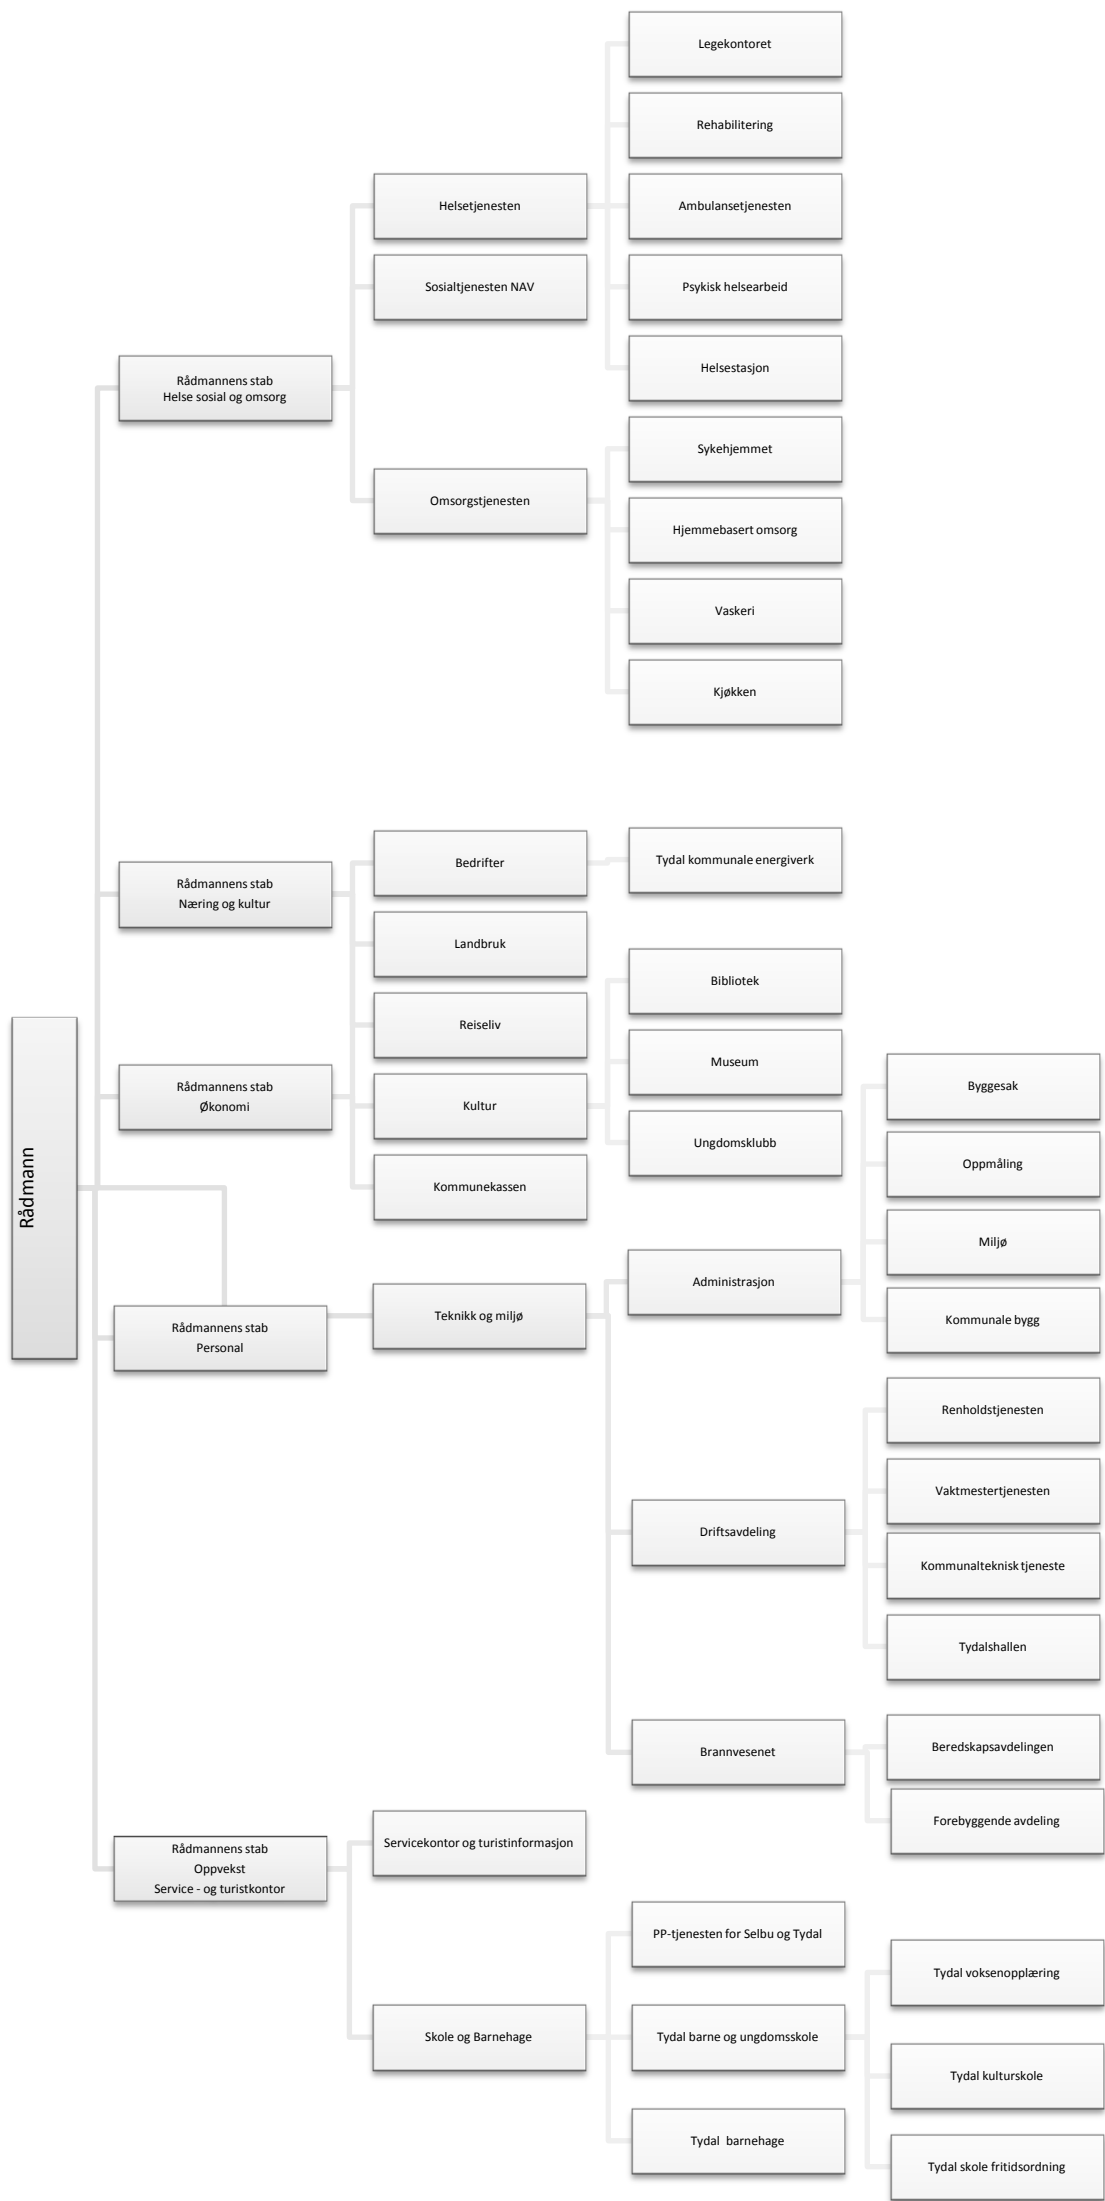 Rådmann
Rådmannens stab
Helse sosial og omsorg
Helsetjenesten
Legekontoret
Rehabilitering
Ambulansetjenesten
Psykisk helsearbeid
Helsestasjon
Sosialtjenesten NAV
Omsorgstjenesten
Sykehjemmet
Hjemmebasert omsorg
Vaskeri
Kjøkken
Rådmannens stab
Næring og kultur
Rådmannens stab
Økonomi
Bedrifter
Tydal kommunale energiverk
Landbruk
Reiseliv
Kultur
Bibliotek
Museum
Ungdomsklubb
Kommunekassen
Rådmannens stab
Personal
Teknikk og miljø
Administrasjon
Byggesak
Oppmåling
Miljø
Kommunale bygg
Driftsavdeling
Renholdstjenesten
Vaktmestertjenesten
Kommunalteknisk tjeneste
Tydalshallen
Brannvesenet
Beredskapsavdelingen
Forebyggende avdeling
Rådmannens stab
Oppvekst
Service - og turistkontor
Servicekontor og turistinformasjon
Skole og Barnehage
PP-tjenesten for Selbu og Tydal
Tydal barne og ungdomsskole
Tydal voksenopplæring
Tydal kulturskole
Tydal skole fritidsordning
Tydal barnehage